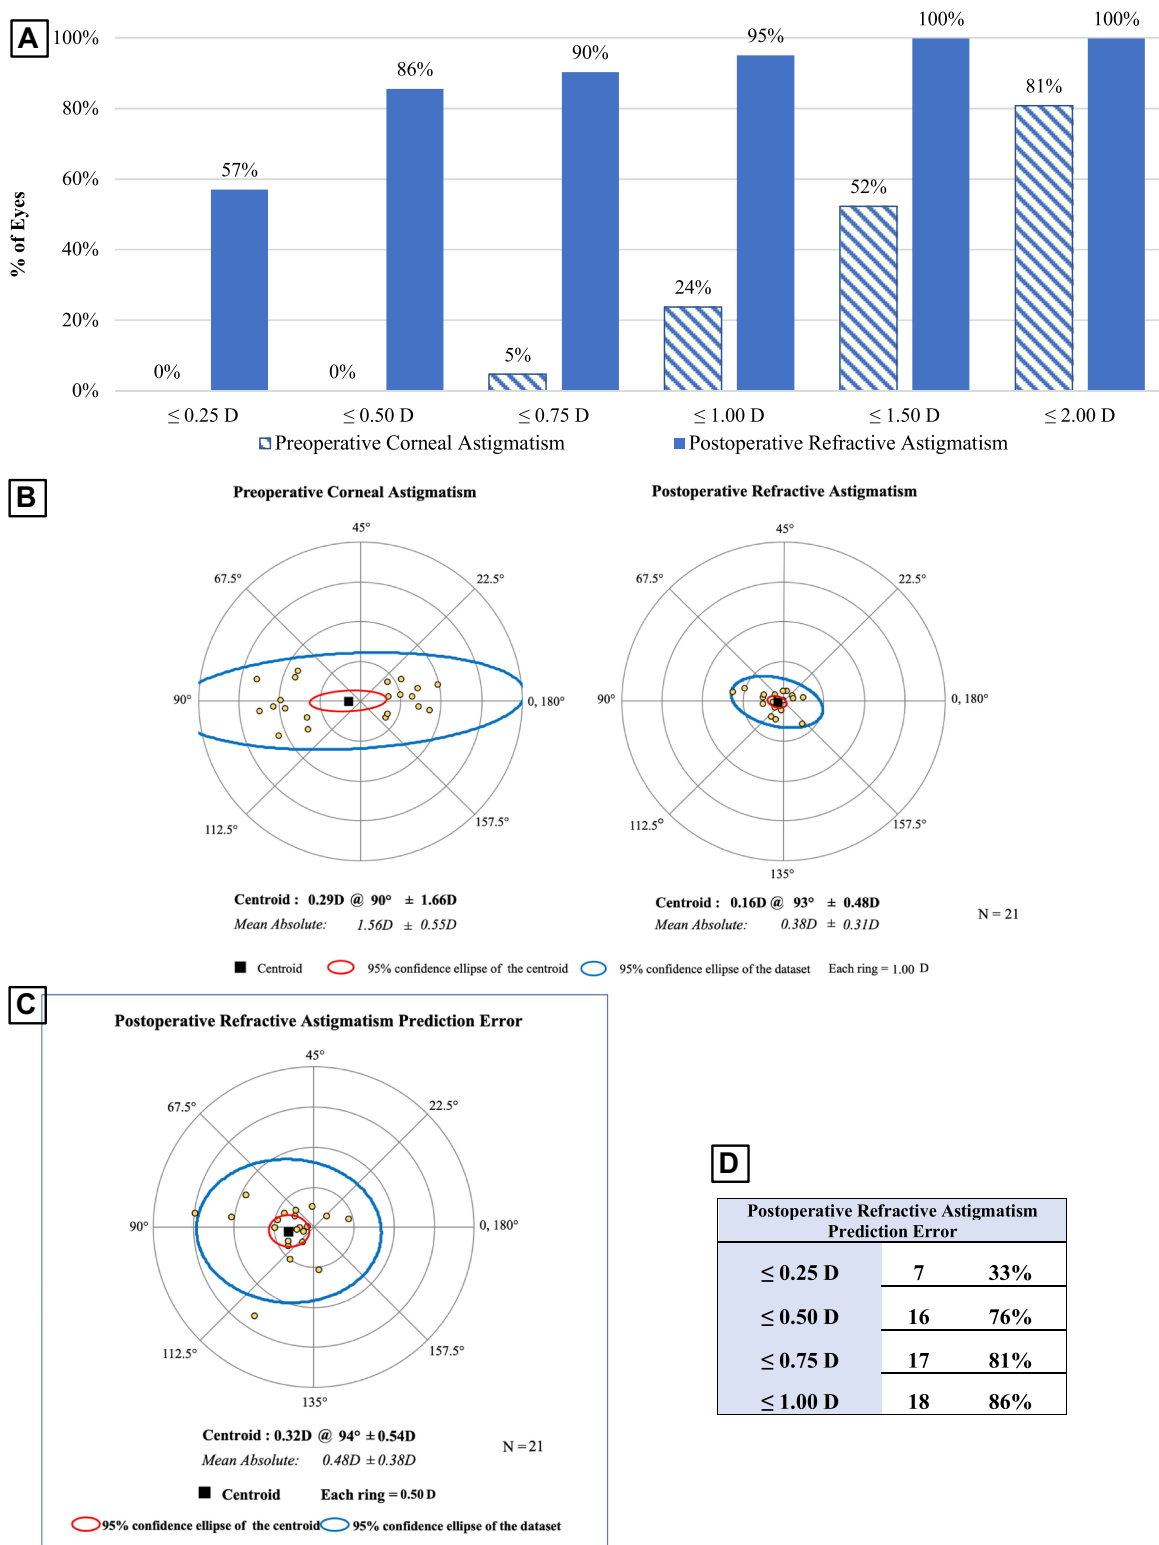 A
100%
80%
60%
40%
20%
0%
% of Eyes
0% 57%
0% 86%
5% 90%
24% 95%
52% 100%
81% 100%
≤ 0.25 D ≤ 0.50 D ≤ 0.75 D ≤ 1.00 D ≤ 1.50 D ≤ 2.00 D
Preoperative Corneal Astigmatism Postoperative Refractive Astigmatism
B
Preoperative Corneal Astigmatism
45°
67.5° 22.5°
90° 0, 180°
112.5° 157.5°
Centroid : 0.29D @ 90° ± 1.66D
Mean Absolute: 1.56D ± 0.55D
Postoperative Refractive Astigmatism
45°
67.5° 22.5°
90° 0, 180°
112.5° 157.5°
135°
Centroid : 0.16D @ 93° ± 0.48D
Mean Absolute: 0.38D ± 0.31D
N = 21
Centroid 95% confidence ellipse of the centroid 95% confidence ellipse of the dataset Each ring = 1.00 D
C
Postoperative Refractive Astigmatism Prediction Error
45°
67.5° 22.5°
90° 0, 180°
112.5° 157.5°
135°
Centroid : 0.32D @ 94° ± 0.54D
Mean Absolute: 0.48D ± 0.38D
N = 21
Centroid Each ring = 0.50 D
95% confidence ellipse of the centroid 95% confidence ellipse of the dataset
D
Postoperative Refractive Astigmatism
Prediction Error
≤ 0.25 D 7 33%
≤ 0.50 D 16 76%
≤ 0.75 D 17 81%
≤ 1.00 D 18 86%